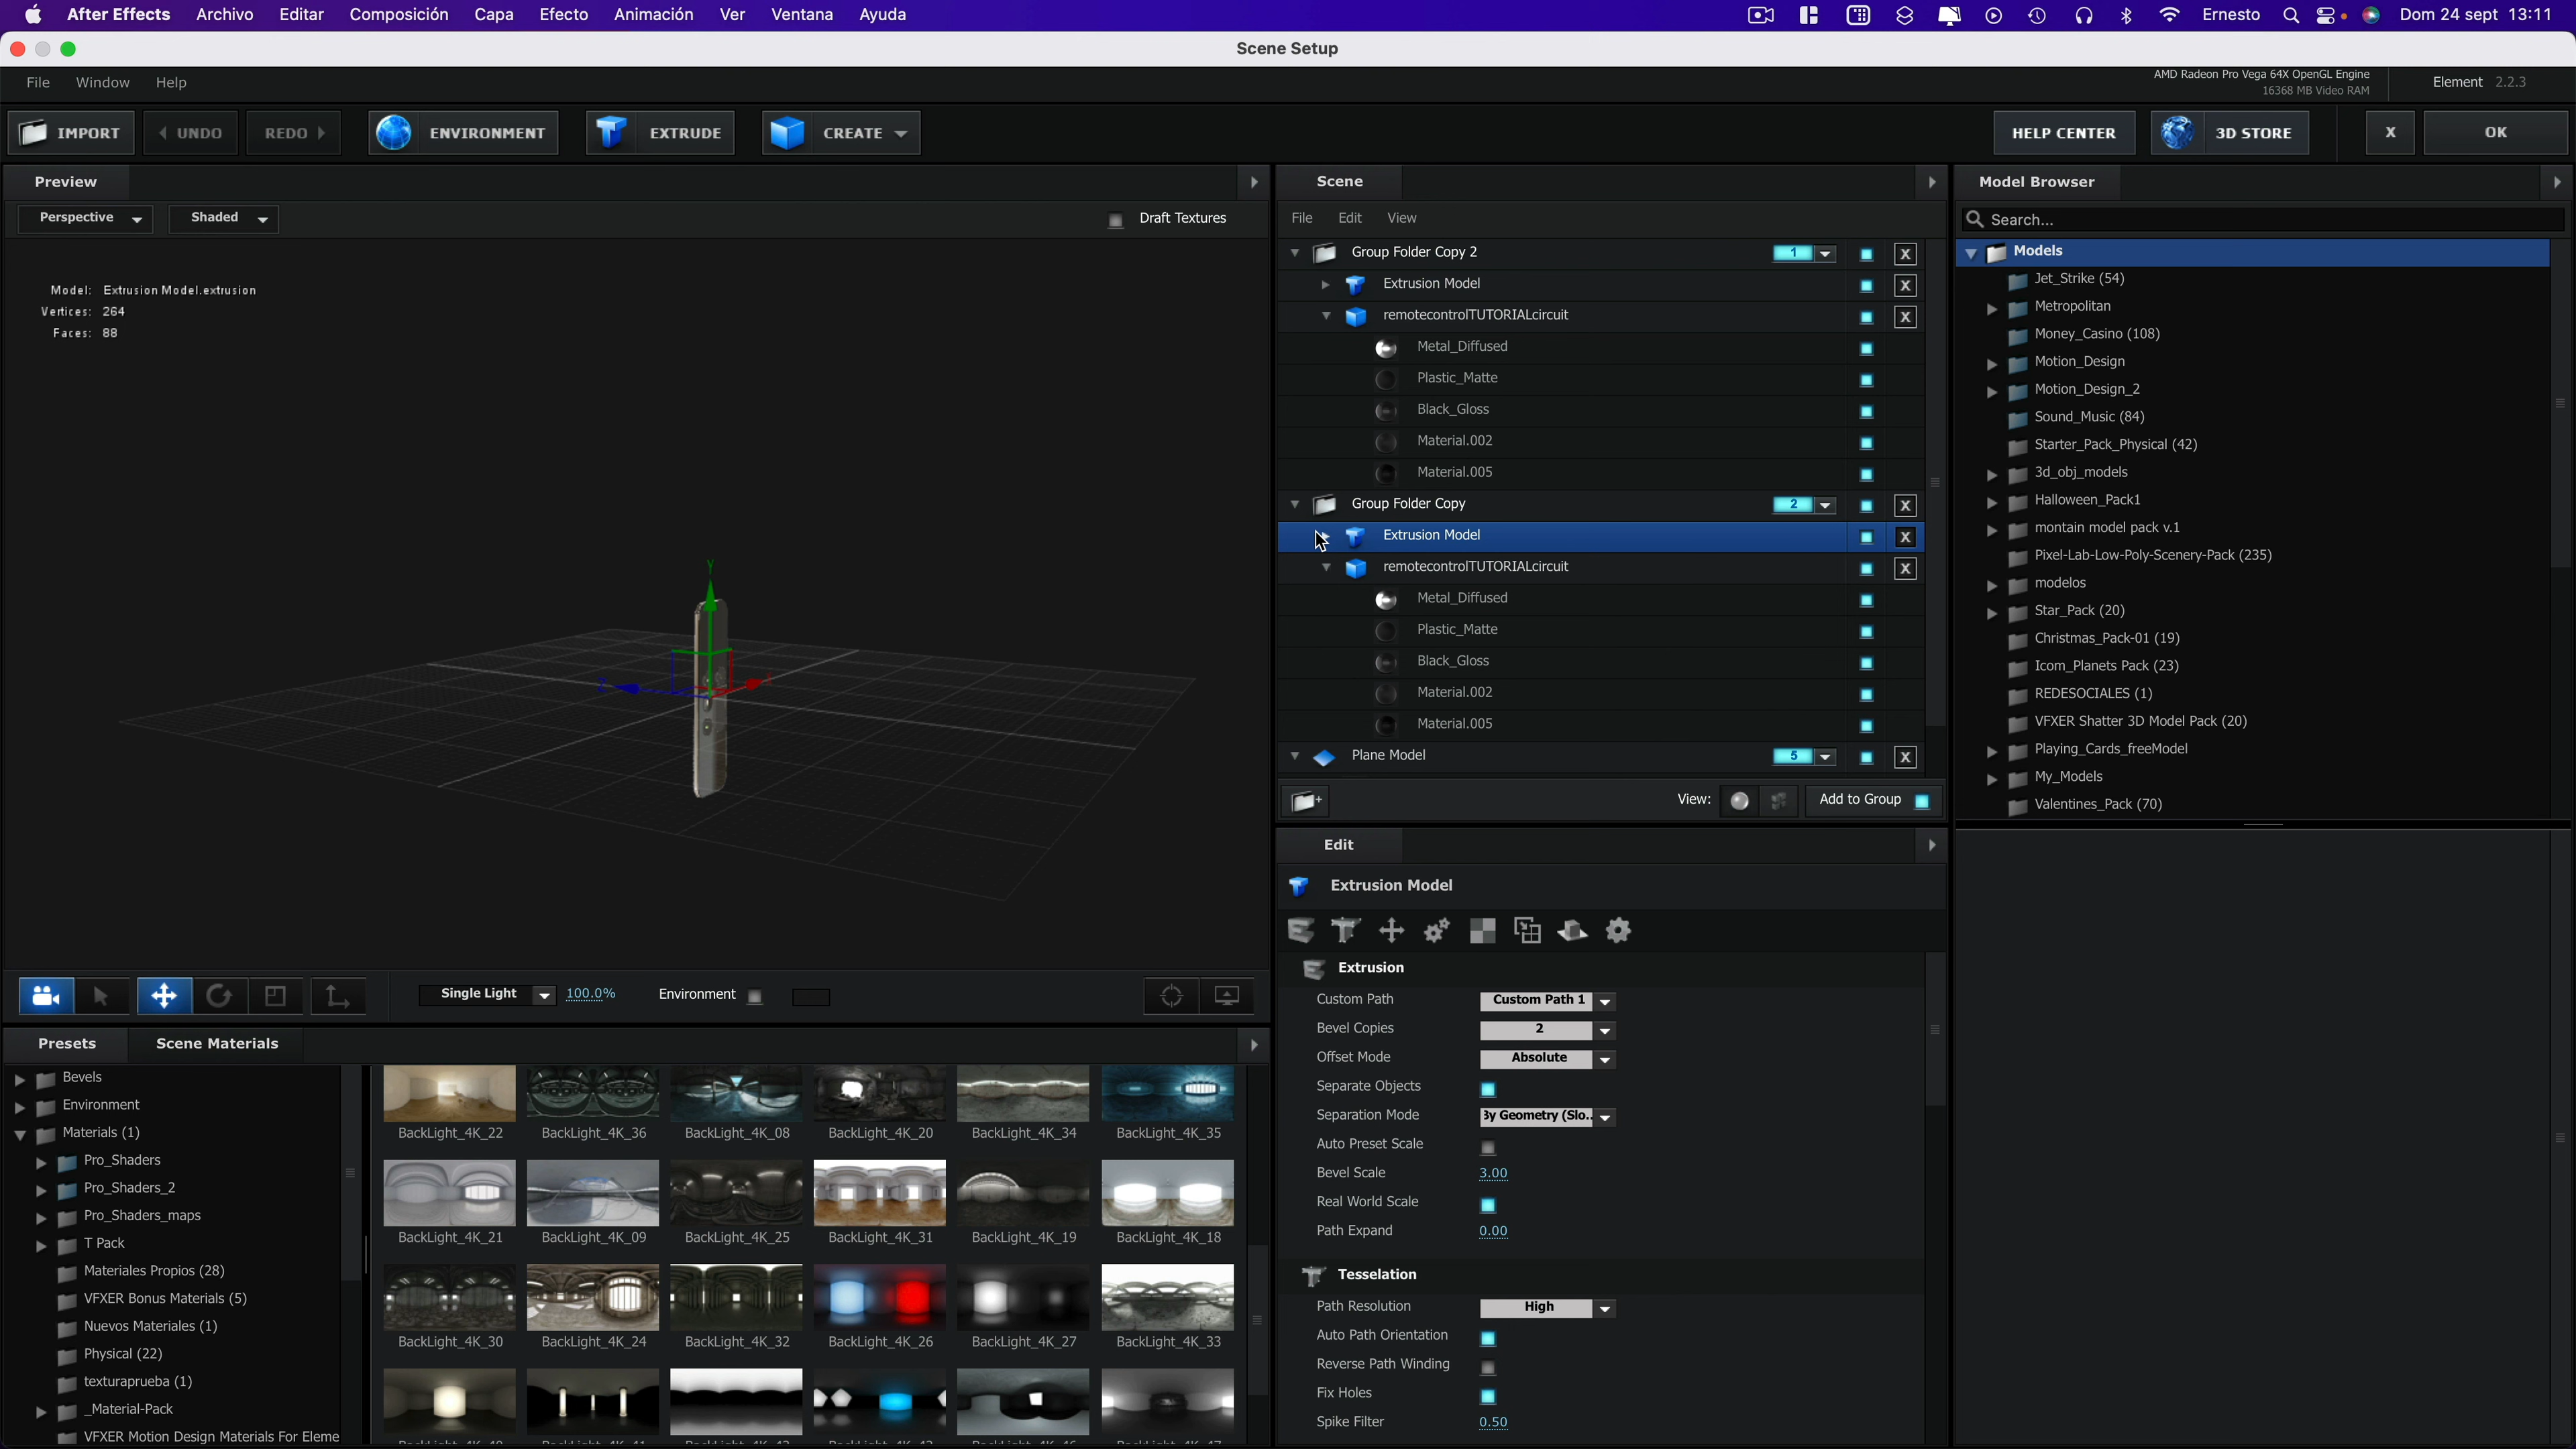 After Effects Archivo Editar Composición Capa Efecto Animación Ver Ventana Ayuda Ernesto Dom 24 sept 13:11
Scene Setup
File Window Help
AMD Radeon Pro Vega 64X OpenGL Engine
16368 MB Video RAM
Element 2.2.3
IMPORT UNDO REDO ENVIRONMENT EXTRUDE CREATE HELP CENTER 3D STORE X OK
Preview
Perspective Shaded Draft Textures
Model: Extrusion Model.extrusion
Vertices: 264
Faces: 88
Y
Z
Single Light 100.0% Environment
Scene
File Edit View
Group Folder Copy 2 1 X
Extrusion Model X
remotecontrolTUTORIALcircuit X
Metal_Diffused
Plastic_Matte
Black_Gloss
Material.002
Material.005
Group Folder Copy 2 X
Extrusion Model X
remotecontrolTUTORIALcircuit X
Metal_Diffused
Plastic_Matte
Black_Gloss
Material.002
Material.005
Plane Model 5 X
View: Add to Group
Edit
Extrusion Model
Extrusion
Custom Path Custom Path 1
Bevel Copies 2
Offset Mode Absolute
Separate Objects
Separation Mode By Geometry (Slo..
Auto Preset Scale
Bevel Scale 3.00
Real World Scale
Path Expand 0.00
Tesselation
Path Resolution High
Auto Path Orientation
Reverse Path Winding
Fix Holes
Spike Filter 0.50
Model Browser
Search...
Models
Jet_Strike (54)
Metropolitan
Money_Casino (108)
Motion_Design
Motion_Design_2
Sound_Music (84)
Starter_Pack_Physical (42)
3d_obj_models
Halloween_Pack1
montain model pack v.1
Pixel-Lab-Low-Poly-Scenery-Pack (235)
modelos
Star_Pack (20)
Christmas_Pack-01 (19)
Icom_Planets Pack (23)
REDESOCIALES (1)
VFXER Shatter 3D Model Pack (20)
Playing_Cards_freeModel
My_Models
Valentines_Pack (70)
Presets Scene Materials
Bevels
Environment
Materials (1)
Pro_Shaders
Pro_Shaders_2
Pro_Shaders_maps
T Pack
Materiales Propios (28)
VFXER Bonus Materials (5)
Nuevos Materiales (1)
Physical (22)
texturaprueba (1)
_Material-Pack
VFXER Motion Design Materials For Eleme
BackLight_4K_22 BackLight_4K_36 BackLight_4K_08 BackLight_4K_20 BackLight_4K_34 BackLight_4K_35
BackLight_4K_21 BackLight_4K_09 BackLight_4K_25 BackLight_4K_31 BackLight_4K_19 BackLight_4K_18
BackLight_4K_30 BackLight_4K_24 BackLight_4K_32 BackLight_4K_26 BackLight_4K_27 BackLight_4K_33